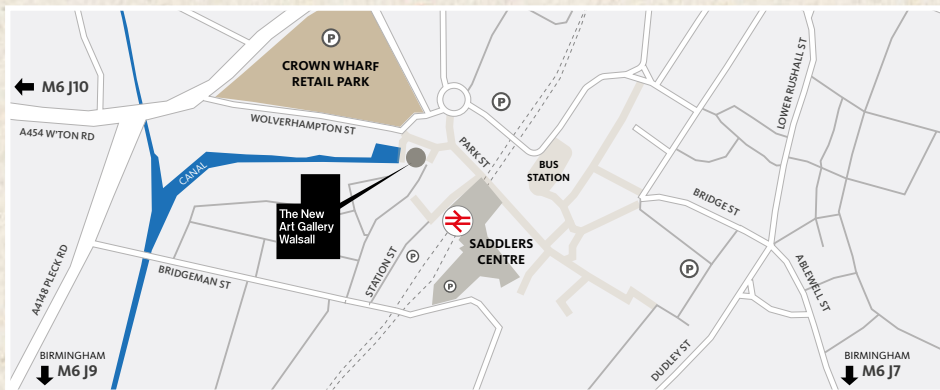 P
CROWN WHARF
RETAIL PARK
M6 J10
A454 W'TON RD
WOLVERHAMPTON ST
P
LOWER RUSHALL ST
PARK ST
BUS
STATION
CANAL
The New
Art Gallery
Walsall
BRIDGE ST
SADDLERS
CENTRE
STATION ST
P
P
P
A4148 PLECK RD
BRIDGEMAN ST
ABLEWELL ST
DUDLEY ST
BIRMINGHAM
M6 J9
BIRMINGHAM
M6 J7